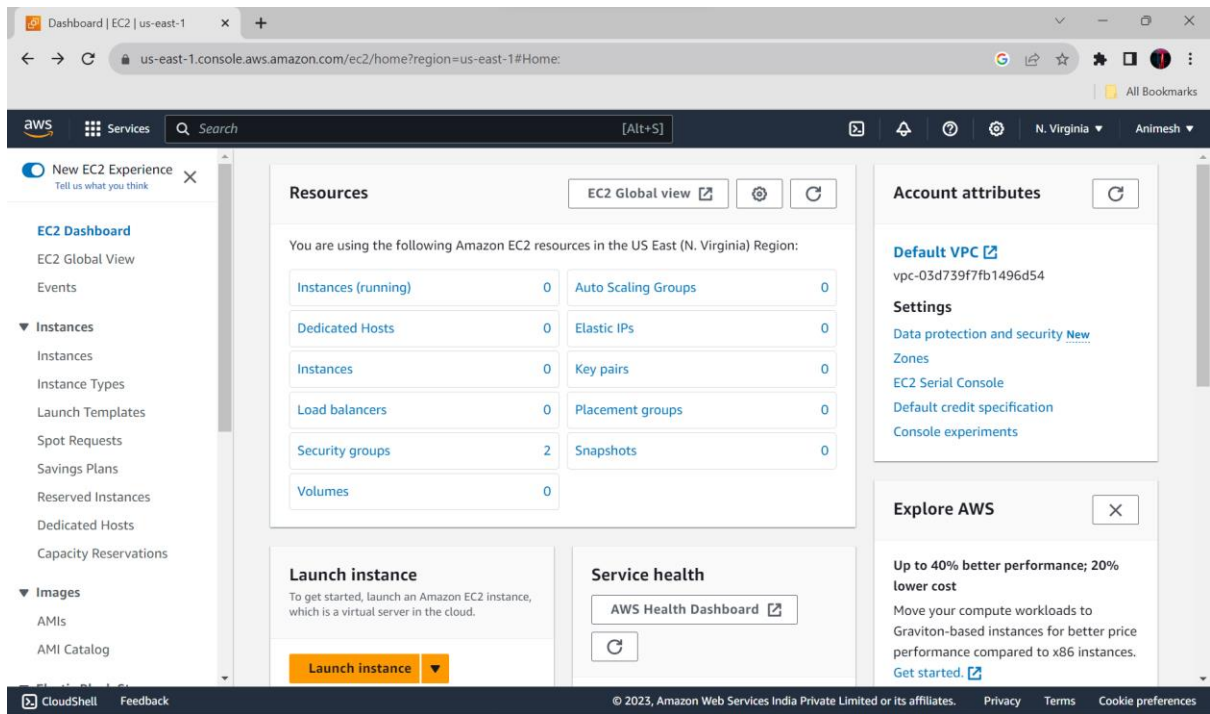 Dashboard | EC2 | us-east-1
us-east-1.console.aws.amazon.com/ec2/home?region=us-east-1#Home:
All Bookmarks
aws
Services
Search
[Alt+S]
N. Virginia
Animesh
New EC2 Experience
Tell us what you think
EC2 Dashboard
EC2 Global View
Events
Instances
Instances
Instance Types
Launch Templates
Spot Requests
Savings Plans
Reserved Instances
Dedicated Hosts
Capacity Reservations
Images
AMIs
AMI Catalog
Resources
EC2 Global view
You are using the following Amazon EC2 resources in the US East (N. Virginia) Region:
Instances (running) 0
Auto Scaling Groups 0
Dedicated Hosts 0
Elastic IPs 0
Instances 0
Key pairs 0
Load balancers 0
Placement groups 0
Security groups 2
Snapshots 0
Volumes 0
Launch instance
To get started, launch an Amazon EC2 instance,
which is a virtual server in the cloud.
Launch instance
Service health
AWS Health Dashboard
Account attributes
Default VPC
vpc-03d739f7fb1496d54
Settings
Data protection and security New
Zones
EC2 Serial Console
Default credit specification
Console experiments
Explore AWS
Up to 40% better performance; 20%
lower cost
Move your compute workloads to
Graviton-based instances for better price
performance compared to x86 instances.
Get started.
CloudShell
Feedback
© 2023, Amazon Web Services India Private Limited or its affiliates.
Privacy
Terms
Cookie preferences